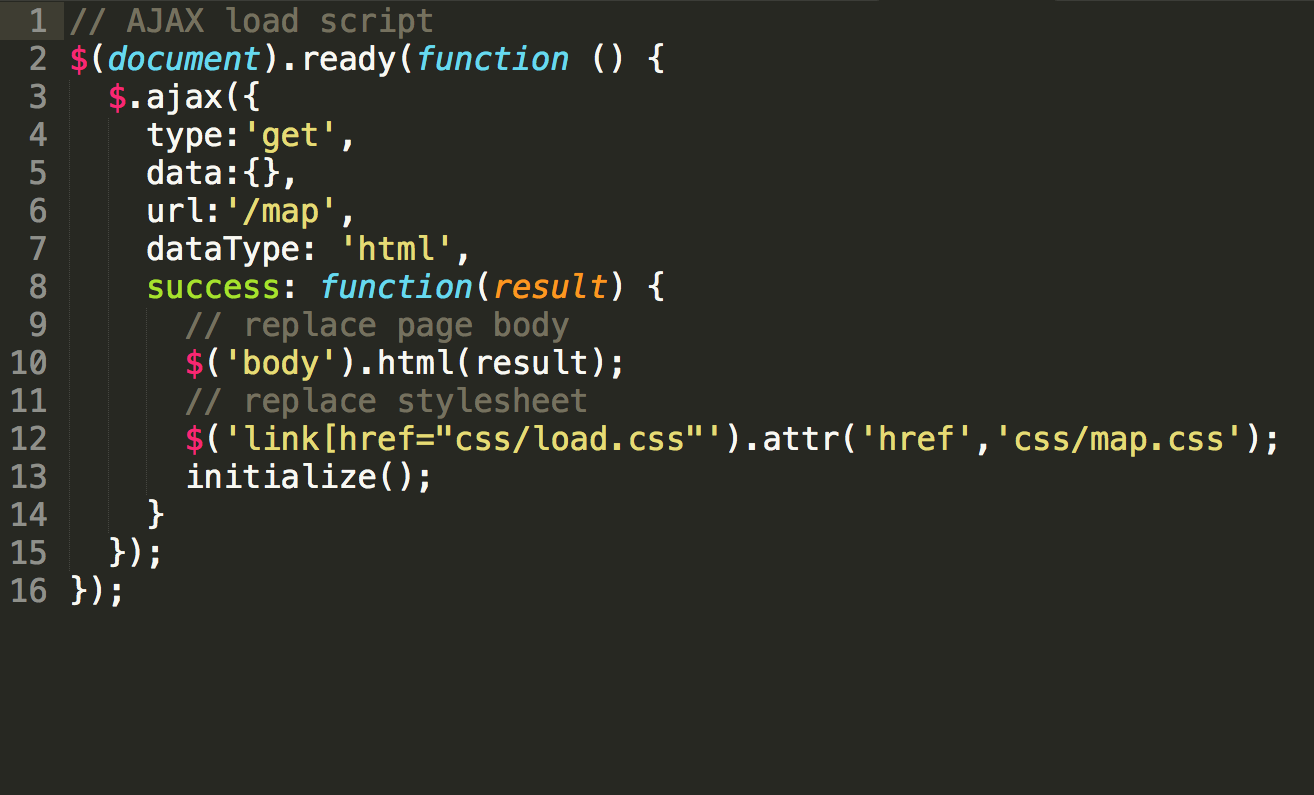 1 // AJAX load script
2 $(document).ready(function () {
3   $.ajax({
4     type:'get',
5     data:{},
6     url:'/map',
7     dataType: 'html',
8     success: function(result) {
9       // replace page body
10       $('body').html(result);
11       // replace stylesheet
12       $('link[href="css/load.css"').attr('href','css/map.css');
13       initialize();
14     }
15   });
16 });